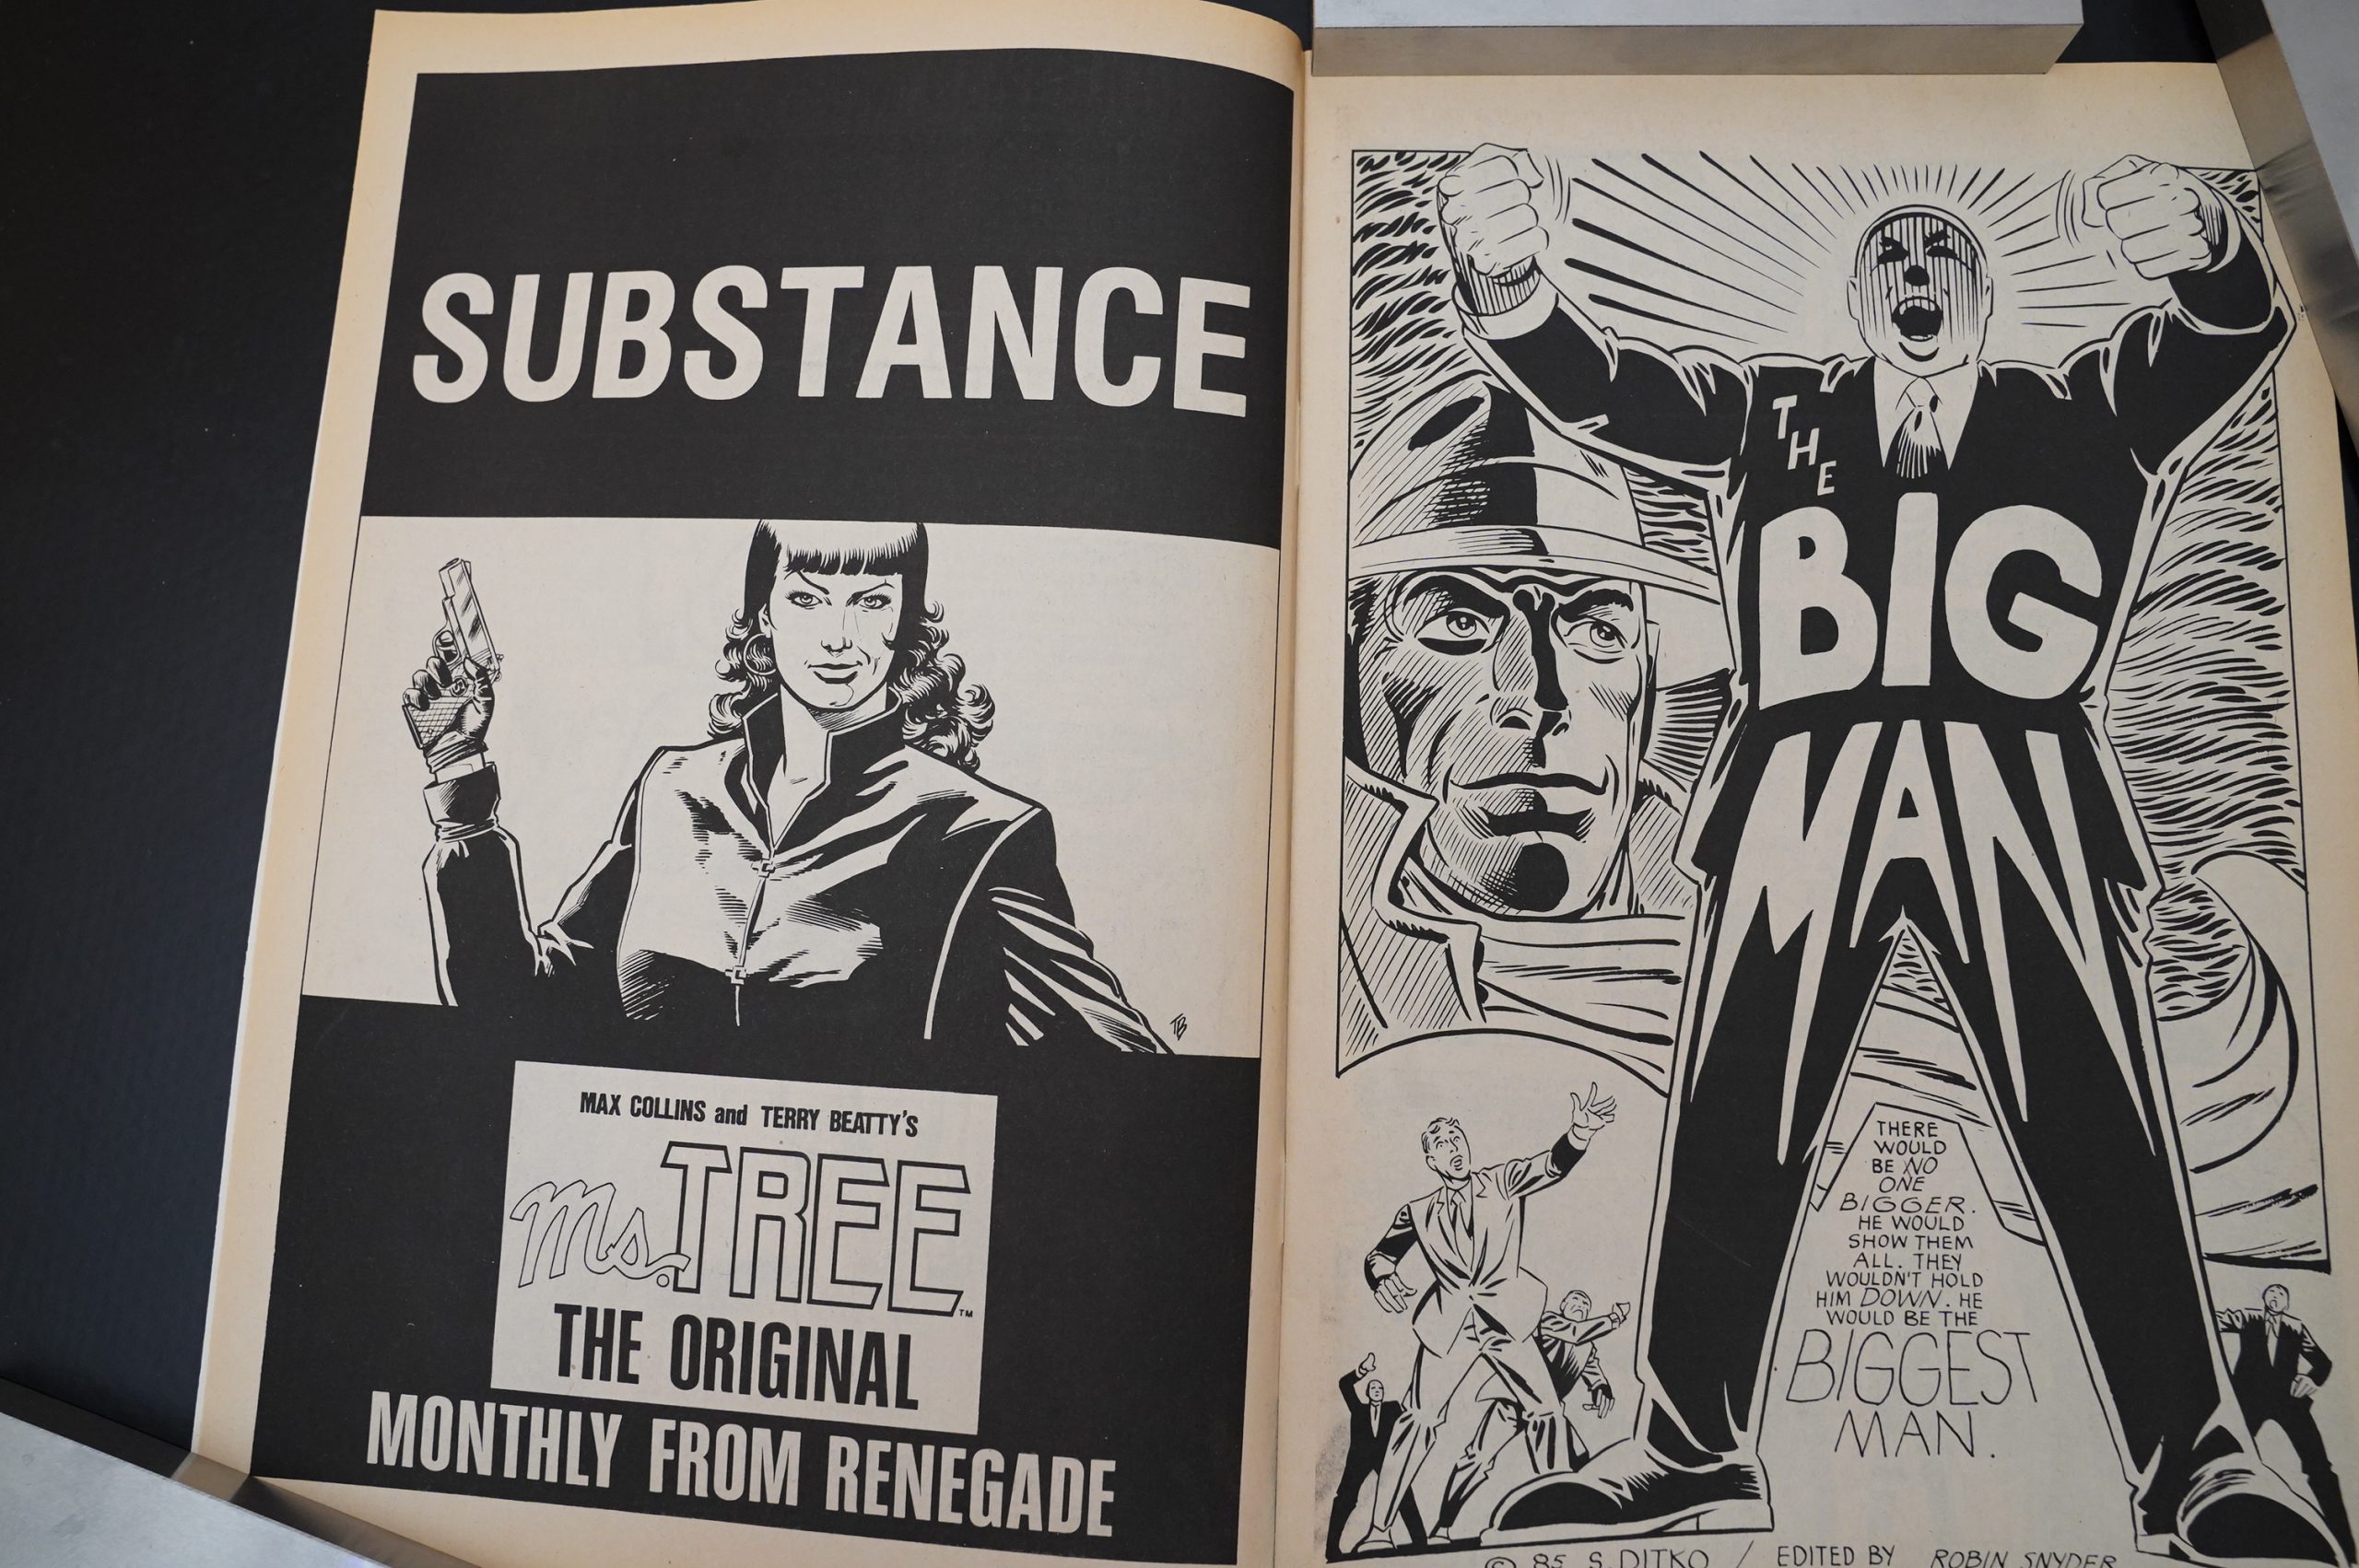 SUBSTANCE
TB
MAX COLLINS and TERRY BEATTY'S
Ms. TREE™
THE ORIGINAL
MONTHLY FROM RENEGADE
THE
BIG
MAN
THERE
WOULD
BE NO
ONE
BIGGER.
HE WOULD
SHOW THEM
ALL. THEY
WOULDN'T HOLD
HIM DOWN. HE
WOULD BE THE
BIGGEST
MAN.
© 85 S. DITKO / EDITED BY ROBIN SNYDER